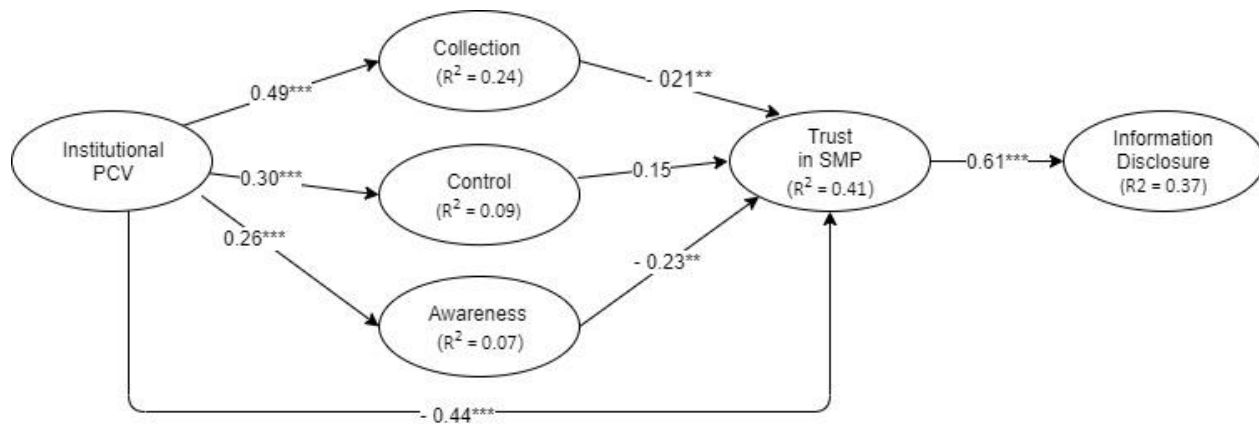 Collection
(R² = 0.24)
0.49***
- 021**
Institutional
PCV
0.30***
Control
(R² = 0.09)
0.15
Trust
in SMP
(R² = 0.41)
0.61***
Information
Disclosure
(R2 = 0.37)
0.26***
- 0.23**
Awareness
(R² = 0.07)
- 0.44***